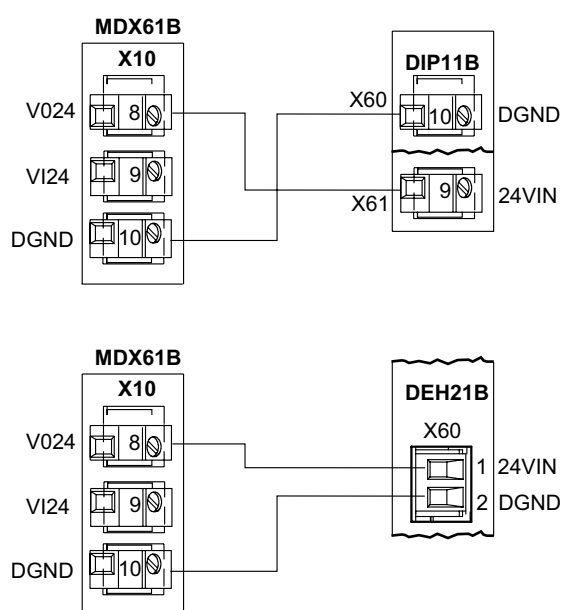 MDX61B
X10
V024
8
VI24
9
DGND
10
DIP11B
X60
10
DGND
X61
9
24VIN
MDX61B
X10
V024
8
VI24
9
DGND
10
DEH21B
X60
1 24VIN
2 DGND